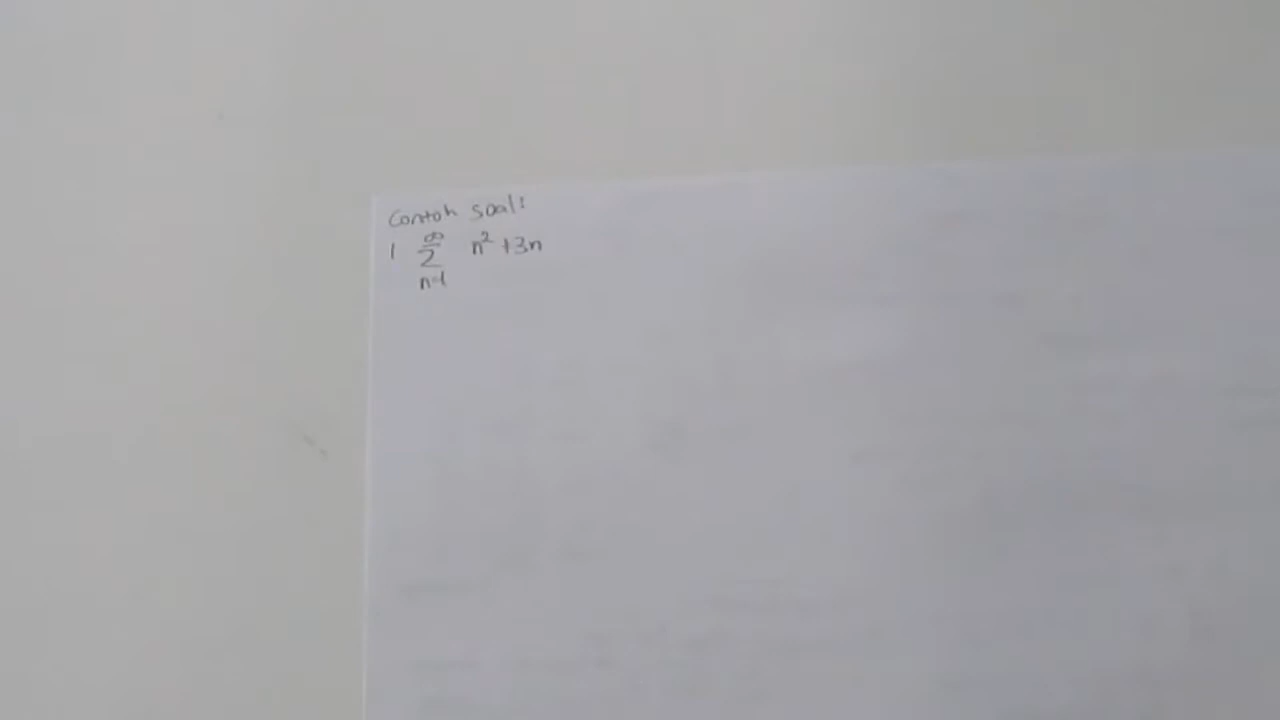 Contoh soal:
1 ∞
Σ n² + 3n
n=1